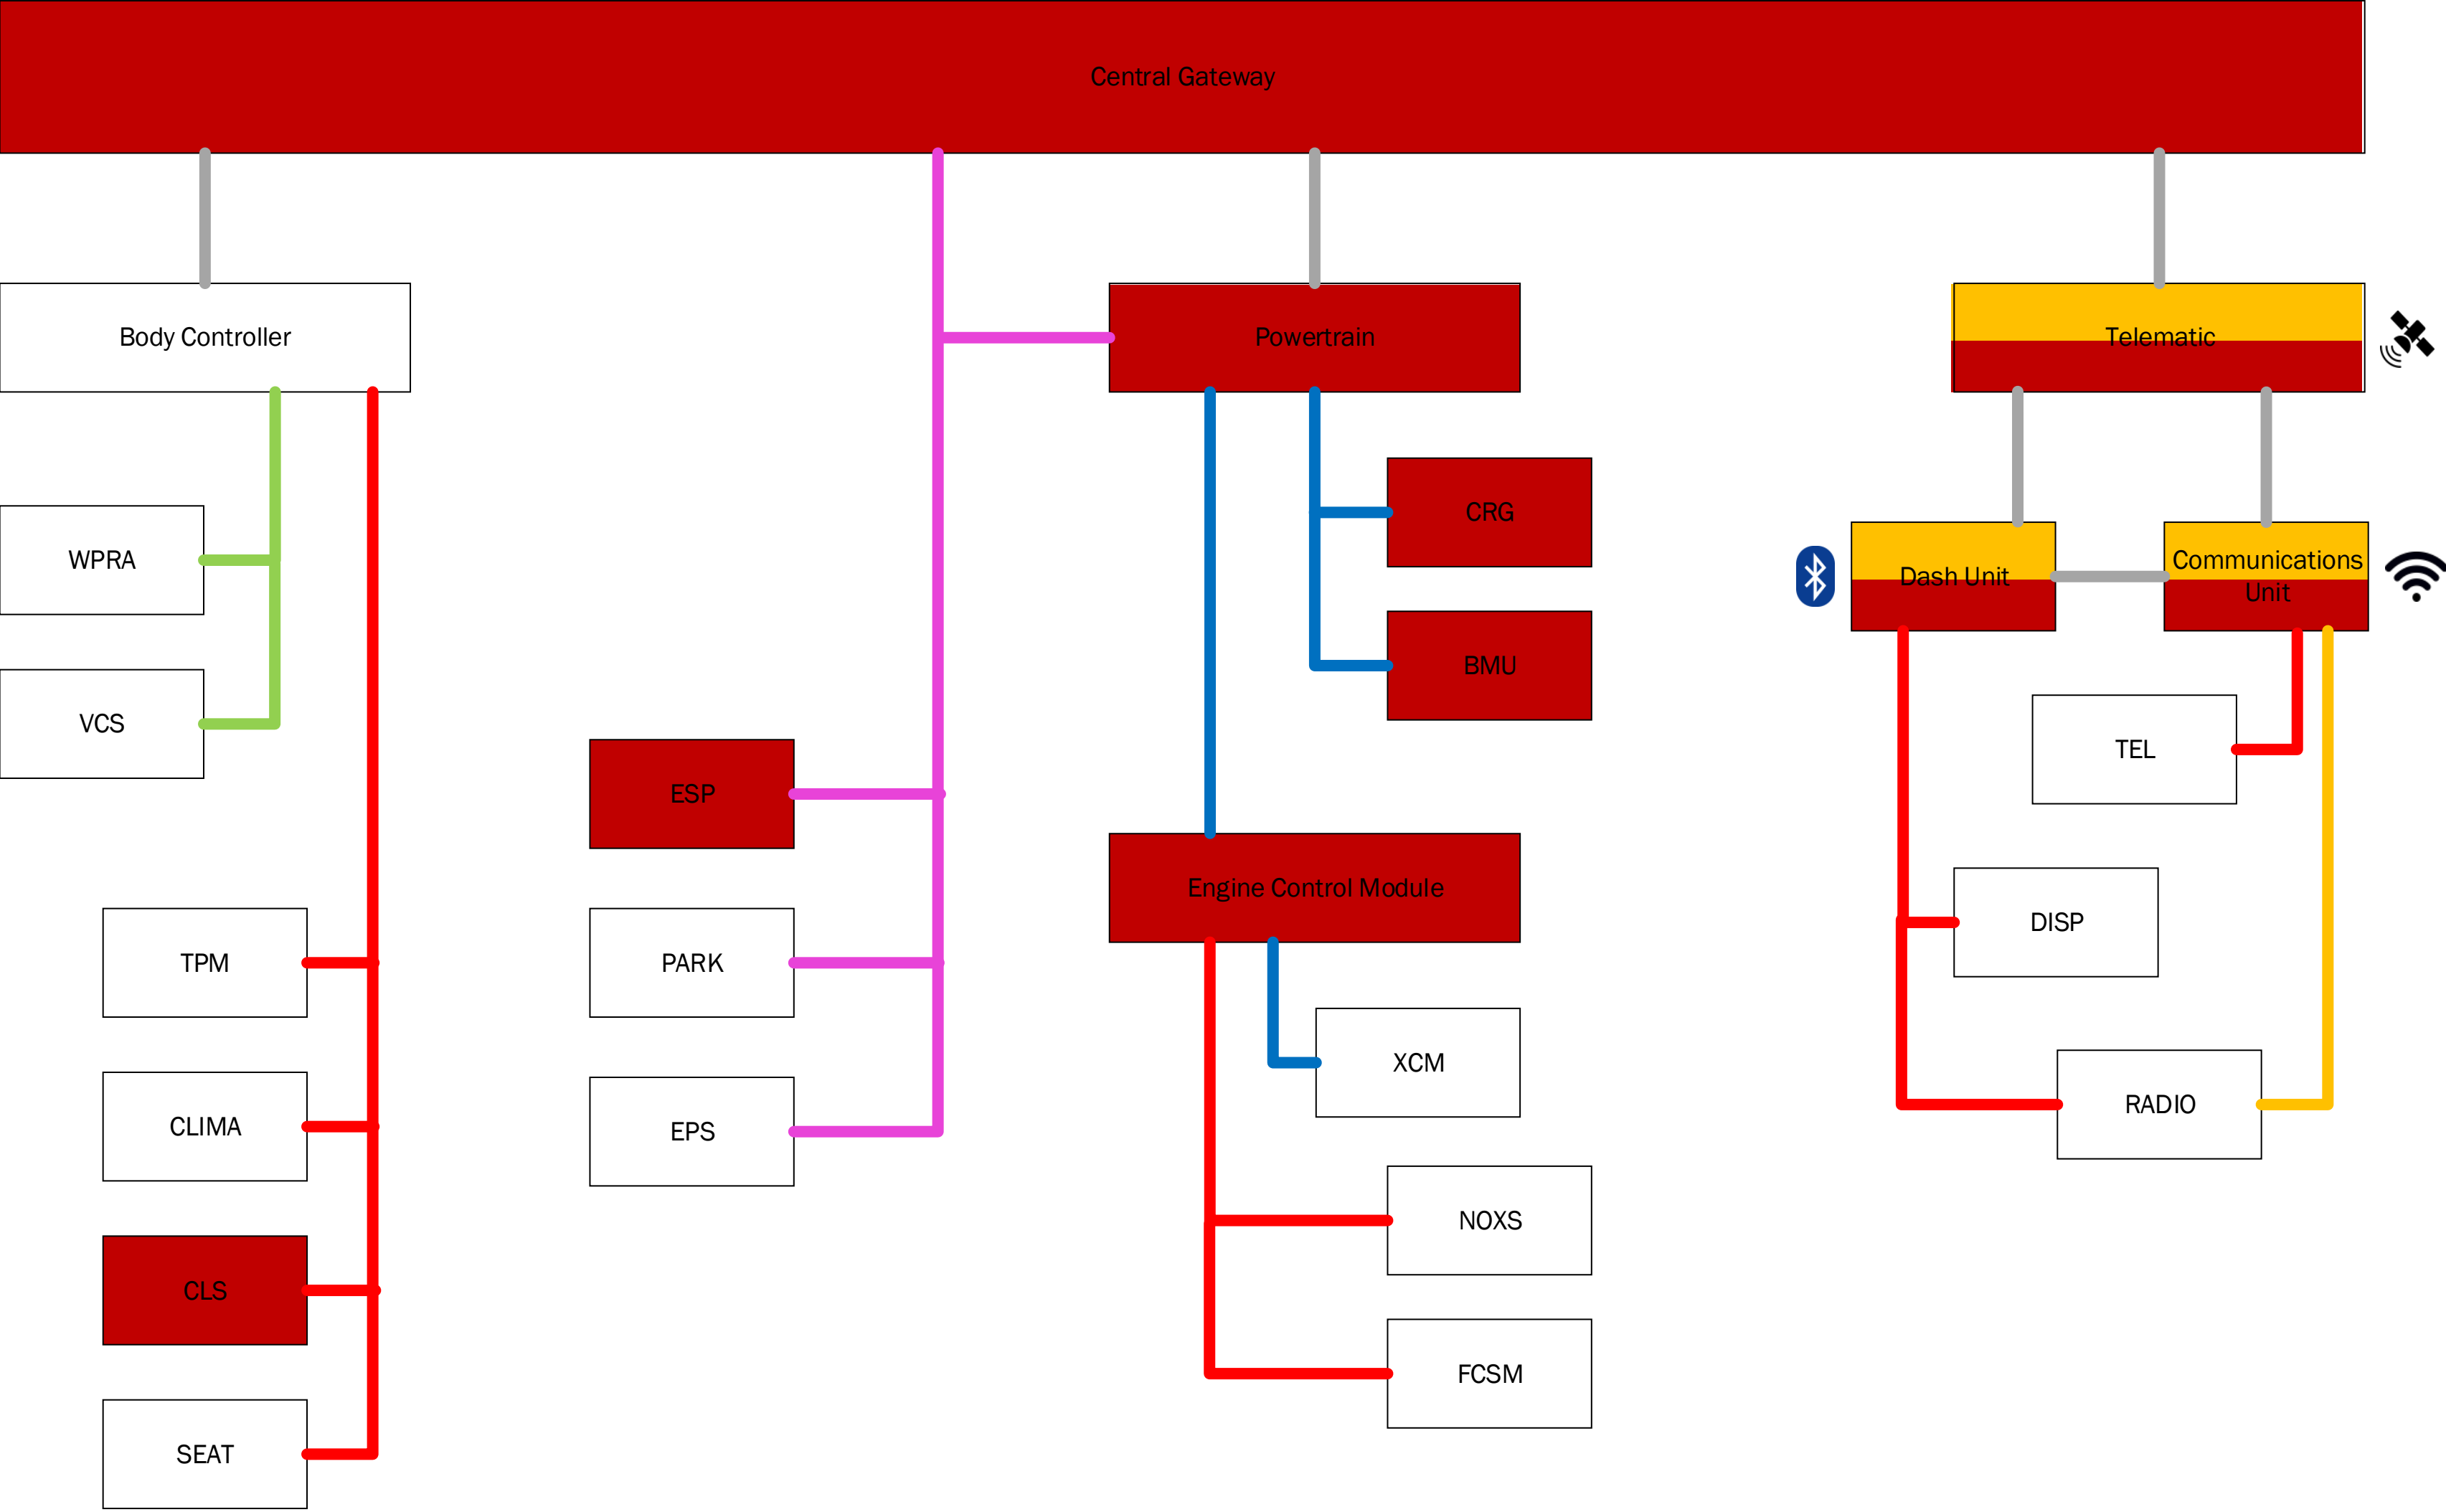 Central Gateway
Body Controller
Powertrain
Telematic
CRG
WPRA
Dash Unit
Communications
Unit
BMU
VCS
TEL
ESP
Engine Control Module
DISP
TPM
PARK
XCM
RADIO
CLIMA
EPS
NOXS
CLS
FCSM
SEAT